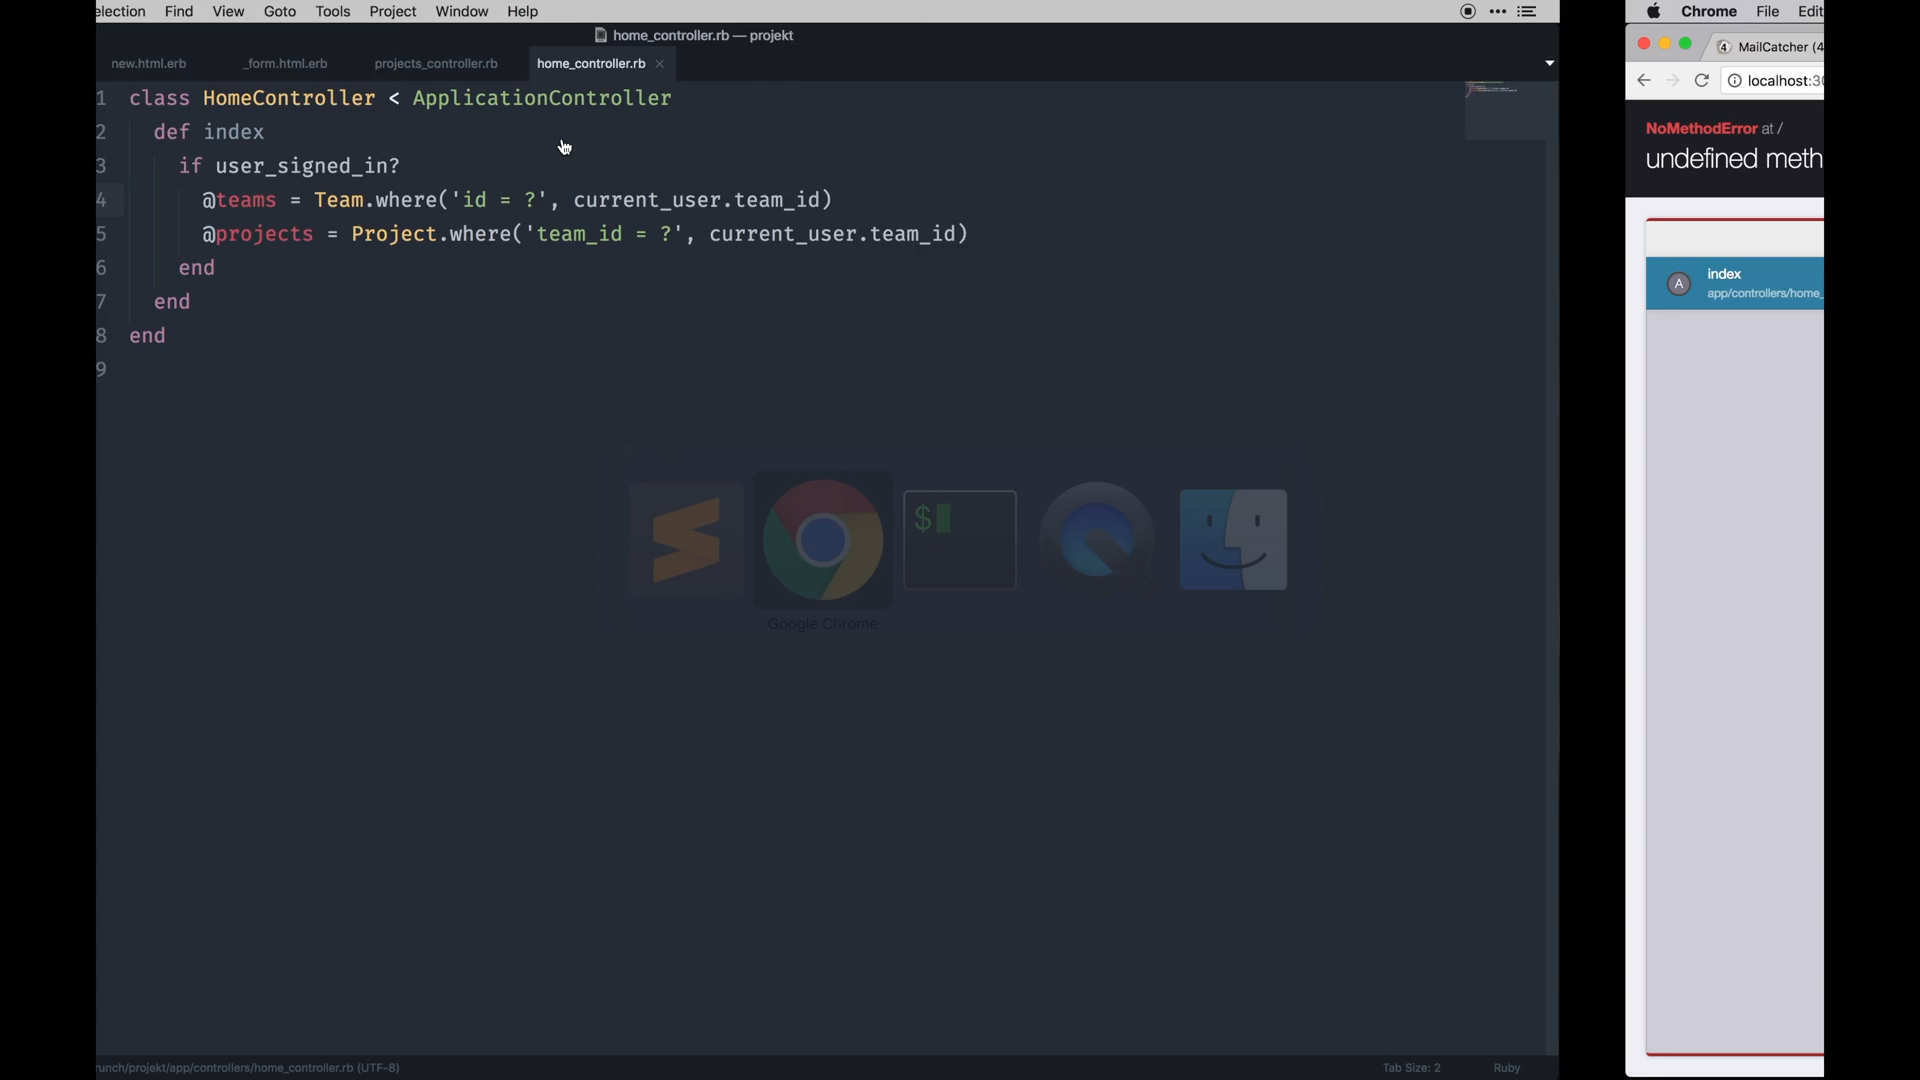 election Find View Goto Tools Project Window Help
home_controller.rb — projekt
new.html.erb _form.html.erb projects_controller.rb home_controller.rb ×
1 class HomeController < ApplicationController
2 def index
3 if user_signed_in?
4 @teams = Team.where('id = ?', current_user.team_id)
5 @projects = Project.where('team_id = ?', current_user.team_id)
6 end
7 end
8 end
9
$
Google Chrome
unch/projekt/app/controllers/home_controller.rb (UTF-8) Tab Size: 2 Ruby
Chrome File Edit
4 MailCatcher (4
localhost:30
NoMethodError at /
undefined meth
A index
app/controllers/home_